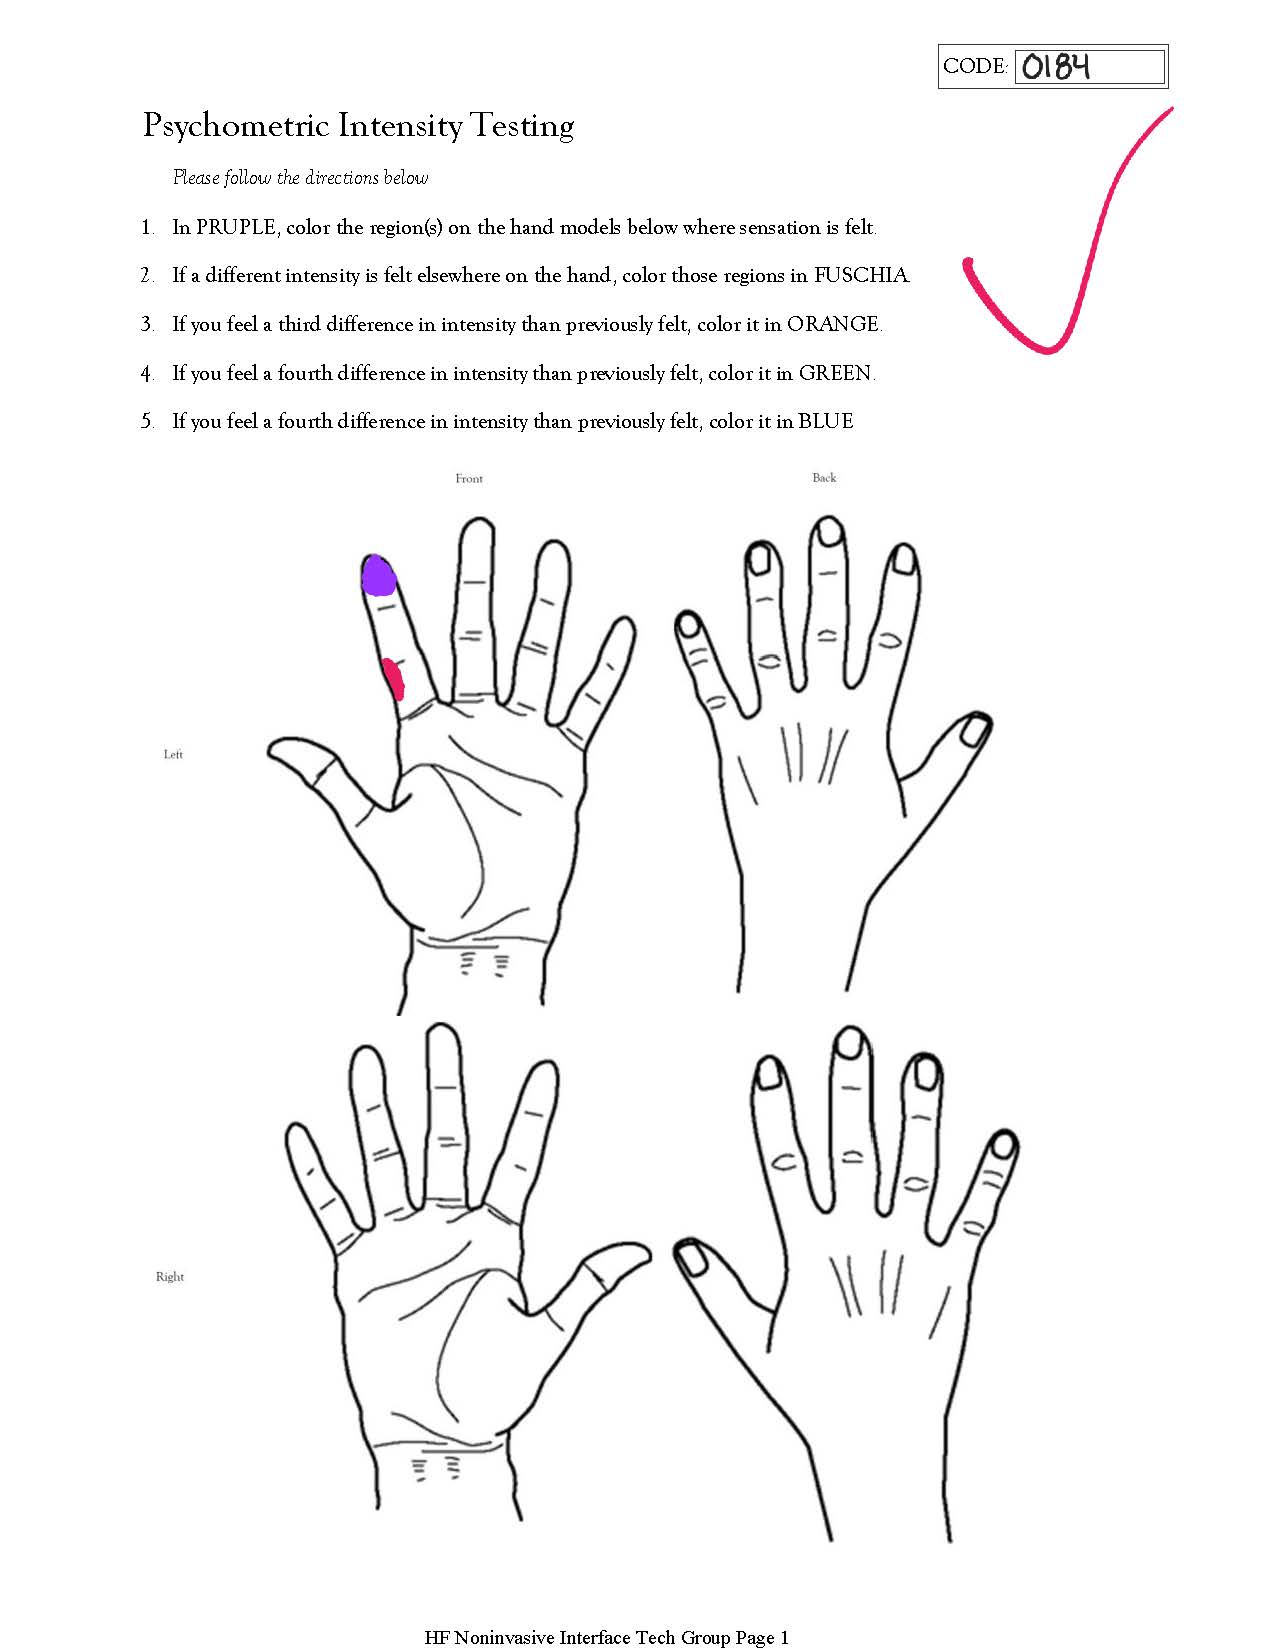 CODE: 0184
Psychometric Intensity Testing
Please follow the directions below
1. In PRUPLE, color the region(s) on the hand models below where sensation is felt.
2. If a different intensity is felt elsewhere on the hand, color those regions in FUSCHIA.
3. If you feel a third difference in intensity than previously felt, color it in ORANGE.
4. If you feel a fourth difference in intensity than previously felt, color it in GREEN.
5. If you feel a fourth difference in intensity than previously felt, color it in BLUE
Front Back
Left
Right
HF Noninvasive Interface Tech Group Page 1